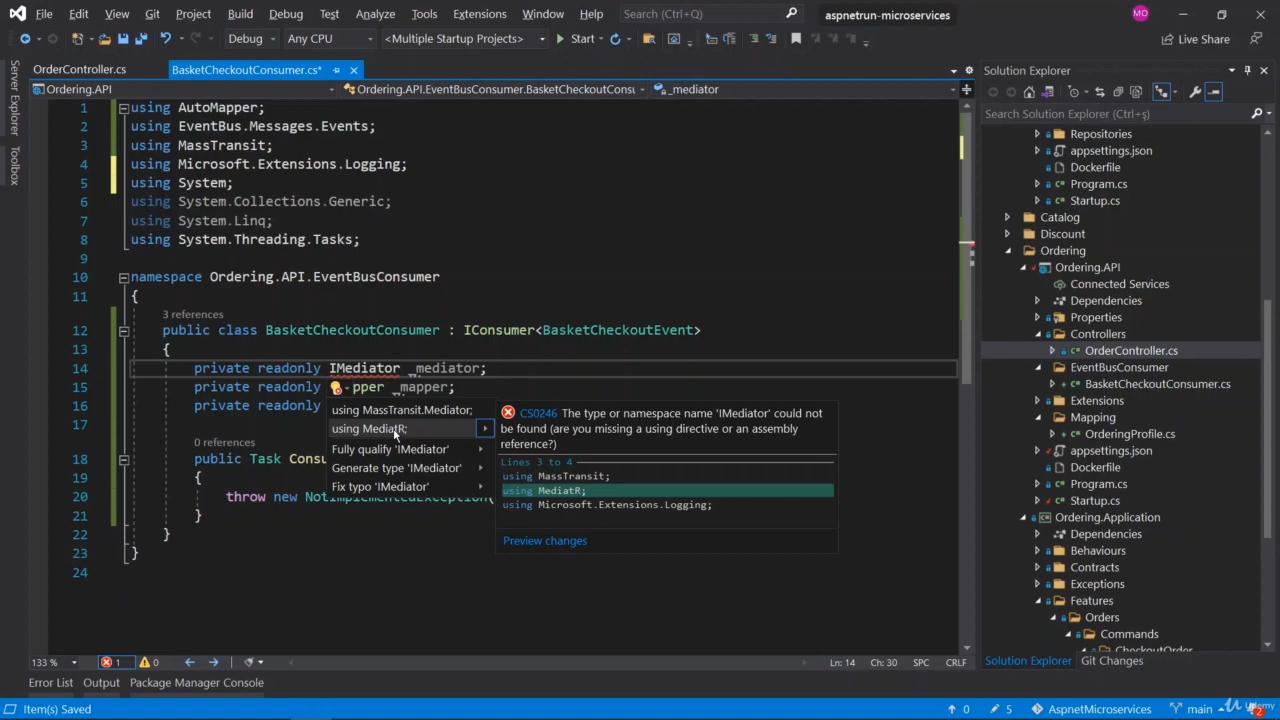 File Edit View Git Project Build Debug Test Analyze Tools Extensions Window Help Search (Ctrl+Q) aspnetrun-microservices MO
Debug Any CPU <Multiple Startup Projects> Start Live Share
Server Explorer
Toolbox
OrderController.cs BasketCheckoutConsumer.cs*
Ordering.API Ordering.API.EventBusConsumer.BasketCheckoutConsu _mediator
1 using AutoMapper;
2 using EventBus.Messages.Events;
3 using MassTransit;
4 using Microsoft.Extensions.Logging;
5 using System;
6 using System.Collections.Generic;
7 using System.Linq;
8 using System.Threading.Tasks;
9
10 namespace Ordering.API.EventBusConsumer
11 {
3 references
12 public class BasketCheckoutConsumer : IConsumer<BasketCheckoutEvent>
13 {
14 private readonly IMediator _mediator;
15 private readonly pper _mapper;
16 private readonly
17
0 references
18 public Task Consu
19 {
20 throw new NotImplementedException(
21 }
22 }
23 }
24
using MassTransit.Mediator;
using MediatR;
Fully qualify 'IMediator'
Generate type 'IMediator'
Fix typo 'IMediator'
CS0246 The type or namespace name 'IMediator' could not
be found (are you missing a using directive or an assembly
reference?)
Lines 3 to 4
using MassTransit;
using MediatR;
using Microsoft.Extensions.Logging;
Preview changes
133 % 1 0 Ln: 14 Ch: 30 SPC CRLF
Error List Output Package Manager Console
Solution Explorer
Search Solution Explorer (Ctrl+ş)
Repositories
appsettings.json
Dockerfile
Program.cs
Startup.cs
Catalog
Discount
Ordering
Ordering.API
Connected Services
Dependencies
Properties
Controllers
OrderController.cs
EventBusConsumer
BasketCheckoutConsumer.cs
Extensions
Mapping
OrderingProfile.cs
appsettings.json
Dockerfile
Program.cs
Startup.cs
Ordering.Application
Dependencies
Behaviours
Contracts
Exceptions
Features
Orders
Commands
CheckoutOrder
Solution Explorer Git Changes
Item(s) Saved 0 5 AspnetMicroservices main 2
Udemy